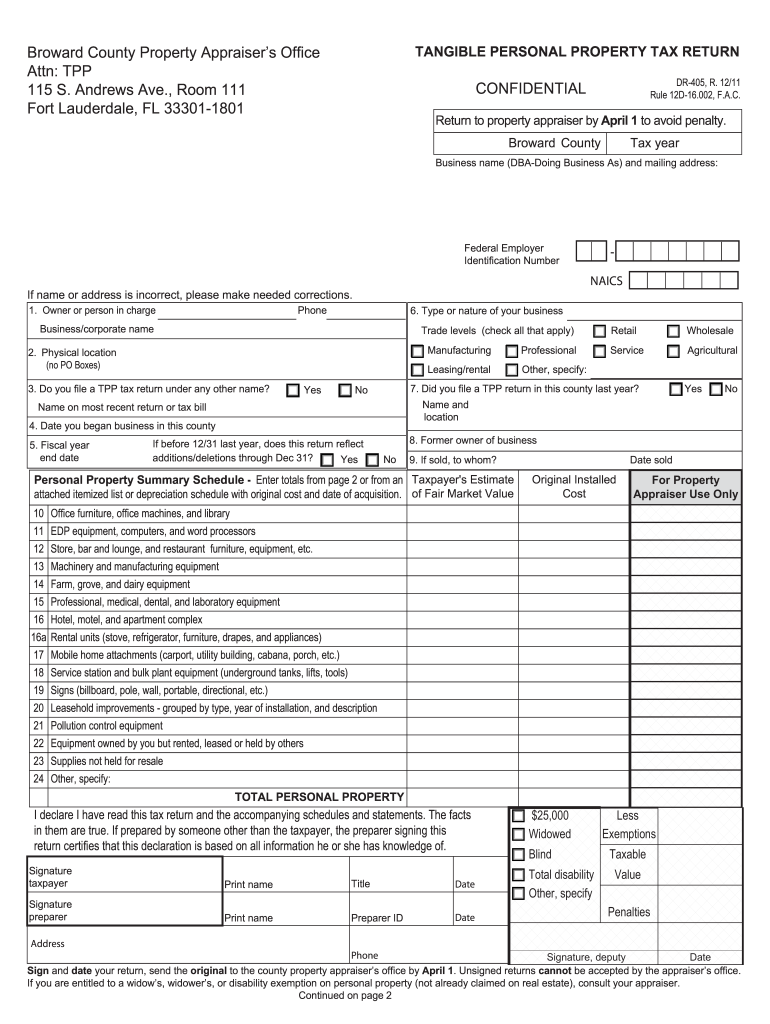 Broward County Property Appraiser's Office
Attn: TPP
115 S. Andrews Ave., Room 111
Fort Lauderdale, FL 33301-1801
TANGIBLE PERSONAL PROPERTY TAX RETURN
CONFIDENTIAL
DR-405, R. 12/11
Rule 12D-16.002, F.A.C.
Return to property appraiser by April 1 to avoid penalty.
Broward County Tax year
Business name (DBA-Doing Business As) and mailing address:
Federal Employer
Identification Number
-
NAICS
If name or address is incorrect, please make needed corrections.
1. Owner or person in charge Phone
Business/corporate name
2. Physical location
(no PO Boxes)
3. Do you file a TPP tax return under any other name? Yes No
Name on most recent return or tax bill
4. Date you began business in this county
5. Fiscal year
end date
If before 12/31 last year, does this return reflect
additions/deletions through Dec 31? Yes No
6. Type or nature of your business
Trade levels (check all that apply) Retail Wholesale
Manufacturing Professional Service Agricultural
Leasing/rental Other, specify:
7. Did you file a TPP return in this county last year? Yes No
Name and
location
8. Former owner of business
9. If sold, to whom? Date sold
Personal Property Summary Schedule - Enter totals from page 2 or from an
attached itemized list or depreciation schedule with original cost and date of acquisition.
Taxpayer's Estimate
of Fair Market Value
Original Installed
Cost
For Property
Appraiser Use Only
10 Office furniture, office machines, and library
11 EDP equipment, computers, and word processors
12 Store, bar and lounge, and restaurant furniture, equipment, etc.
13 Machinery and manufacturing equipment
14 Farm, grove, and dairy equipment
15 Professional, medical, dental, and laboratory equipment
16 Hotel, motel, and apartment complex
16a Rental units (stove, refrigerator, furniture, drapes, and appliances)
17 Mobile home attachments (carport, utility building, cabana, porch, etc.)
18 Service station and bulk plant equipment (underground tanks, lifts, tools)
19 Signs (billboard, pole, wall, portable, directional, etc.)
20 Leasehold improvements - grouped by type, year of installation, and description
21 Pollution control equipment
22 Equipment owned by you but rented, leased or held by others
23 Supplies not held for resale
24 Other, specify:
TOTAL PERSONAL PROPERTY
I declare I have read this tax return and the accompanying schedules and statements. The facts
in them are true. If prepared by someone other than the taxpayer, the preparer signing this
return certifies that this declaration is based on all information he or she has knowledge of.
Signature
taxpayer
Print name Title Date
Signature
preparer
Print name Preparer ID Date
Address
Phone
$25,000
Widowed
Blind
Total disability
Other, specify
Less
Exemptions
Taxable
Value
Penalties
Signature, deputy Date
Sign and date your return, send the original to the county property appraiser's office by April 1. Unsigned returns cannot be accepted by the appraiser's office.
If you are entitled to a widow's, widower's, or disability exemption on personal property (not already claimed on real estate), consult your appraiser.
Continued on page 2